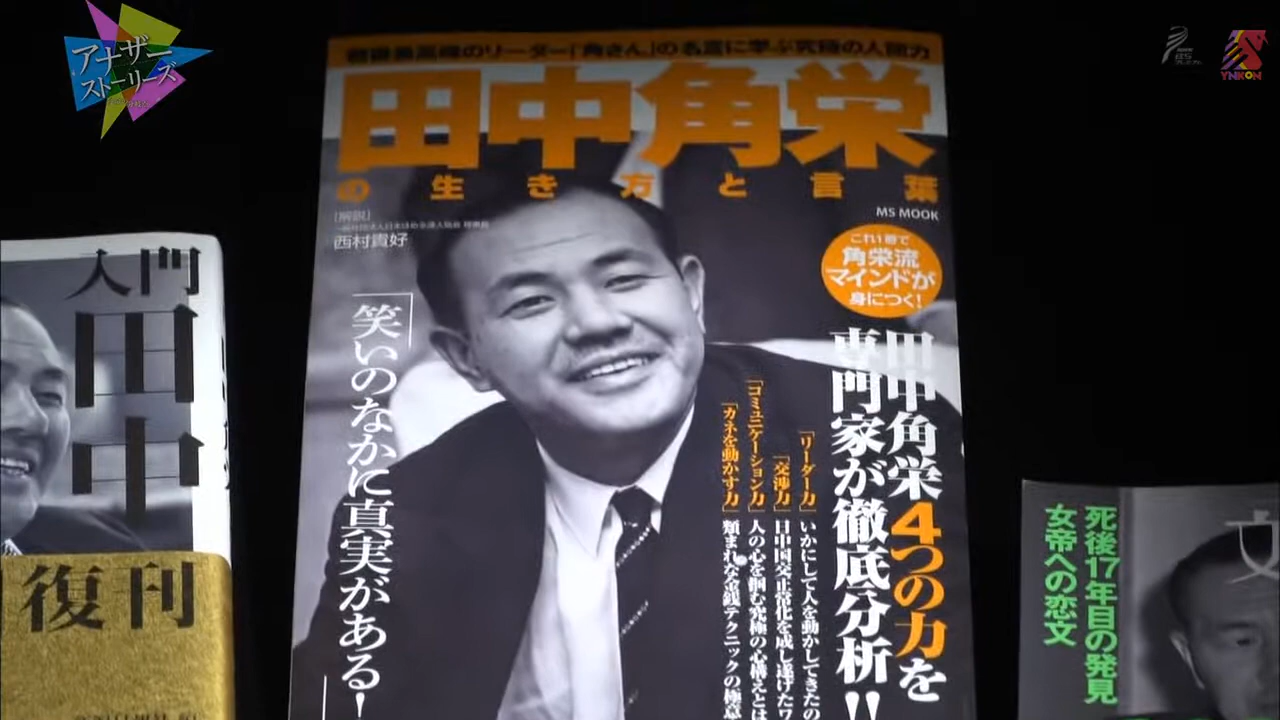 アナザー
ストーリーズ
YNKON
戦後最高峰のリーダー「角さん」の名言に学ぶ究極の人間力
田中角栄
の生き方と言葉
MS MOOK
[解説]
西村貴好
これ1冊で
角栄流
マインドが
身につく!
田中角栄4つの力を
専門家が徹底分析!!
「リーダー力」いかにして人を動かしてきたの
「交渉力」日中国交正常化を成し遂げたワ
「コミュニケーション力」人の心を掴む究極の心構えとは
「カネを動かす力」類まれな金銭テクニックの極意
「笑いのなかに真実がある!
入門
田中
復刊
死後17年目の発見
女帝への恋文